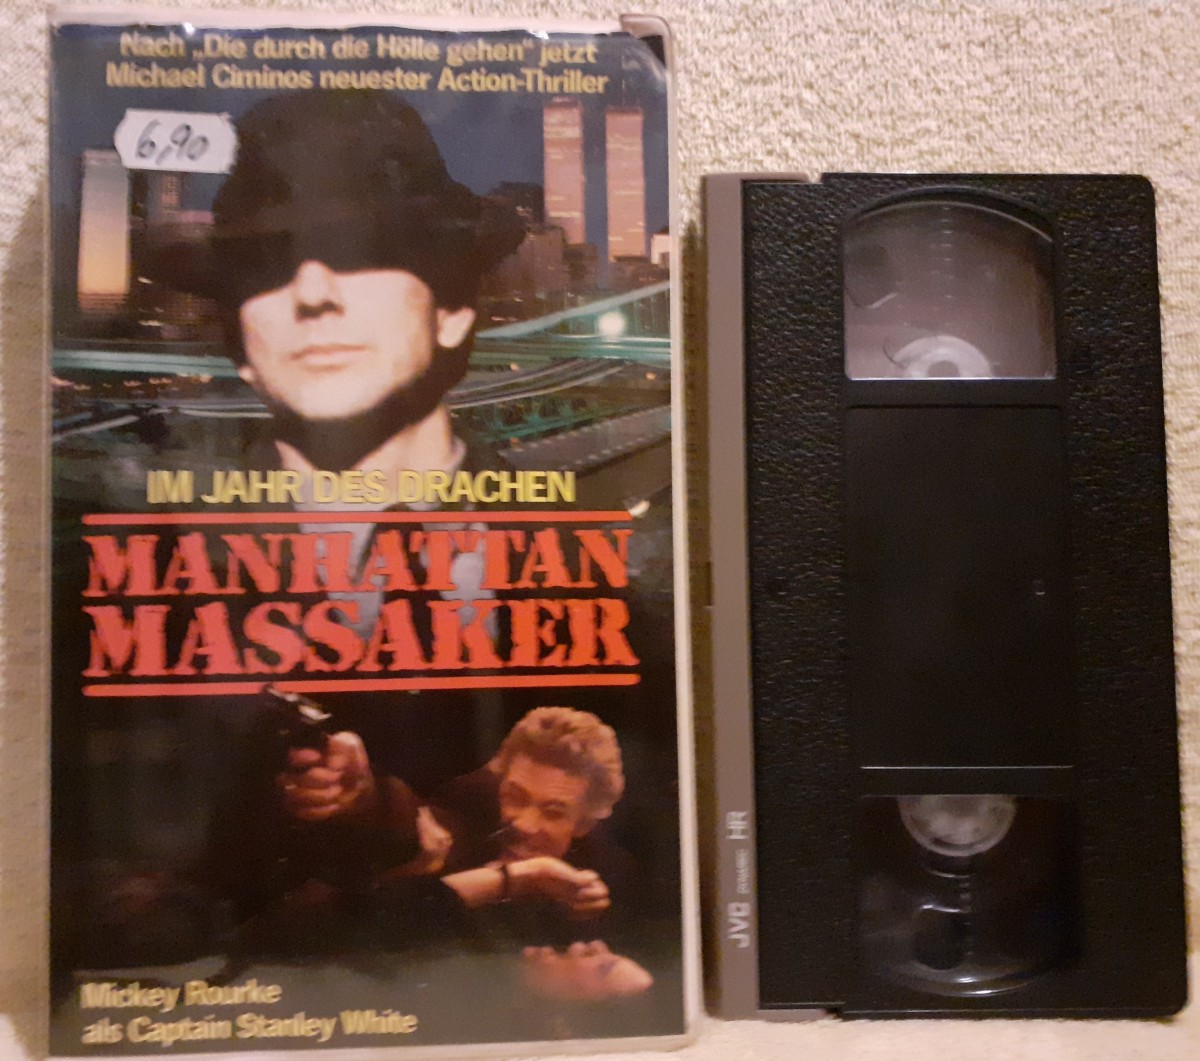 Nach „Die durch die Hölle gehen“ jetzt
Michael Ciminos neuester Action-Thriller
6,90
IM JAHR DES DRACHEN
MANHATTAN
MASSAKER
Mickey Rourke
als Captain Stanley White
JVC HR